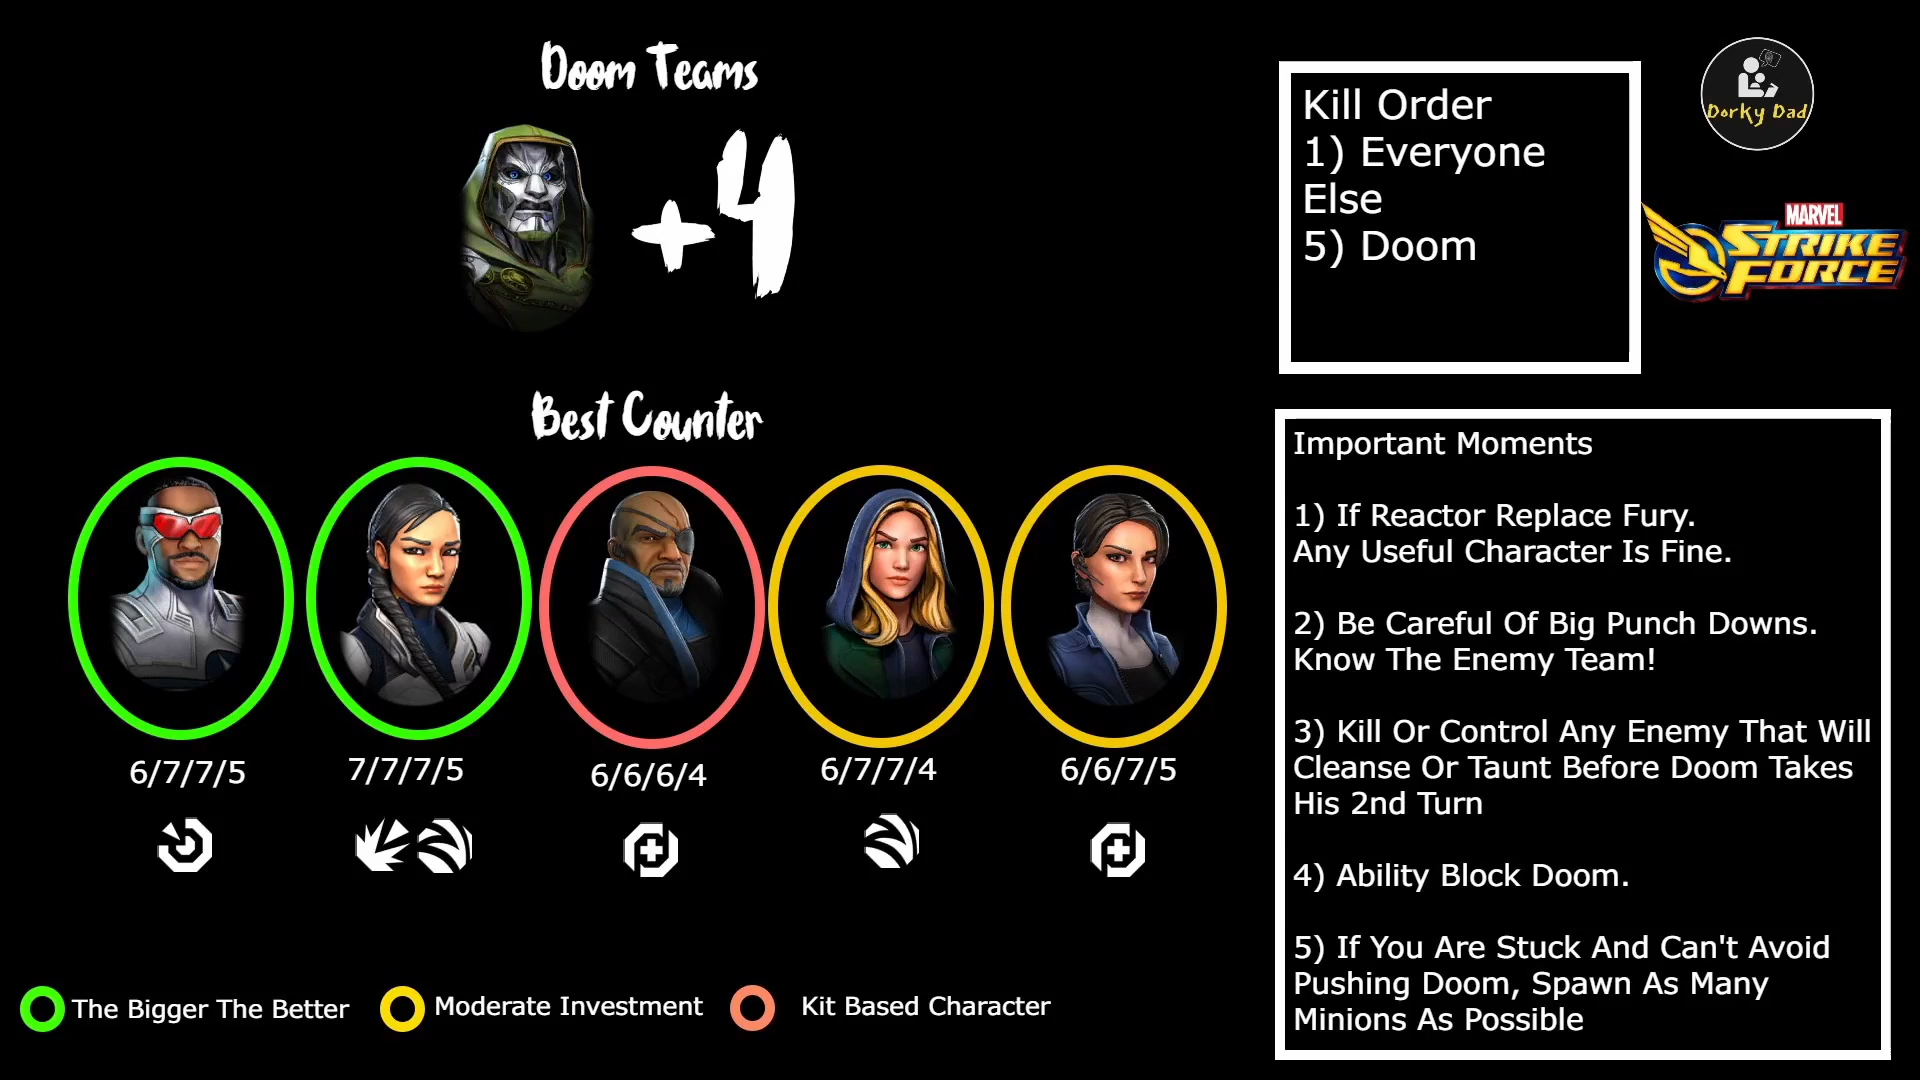 Doom Teams
+4
Kill Order
1) Everyone
Else
5) Doom
Dorky Dad
MARVEL
STRIKE
FORCE
Best Counter
6/7/7/5
7/7/7/5
6/6/6/4
6/7/7/4
6/6/7/5
Important Moments
1) If Reactor Replace Fury.
Any Useful Character Is Fine.
2) Be Careful Of Big Punch Downs.
Know The Enemy Team!
3) Kill Or Control Any Enemy That Will
Cleanse Or Taunt Before Doom Takes
His 2nd Turn
4) Ability Block Doom.
5) If You Are Stuck And Can't Avoid
Pushing Doom, Spawn As Many
Minions As Possible
The Bigger The Better
Moderate Investment
Kit Based Character